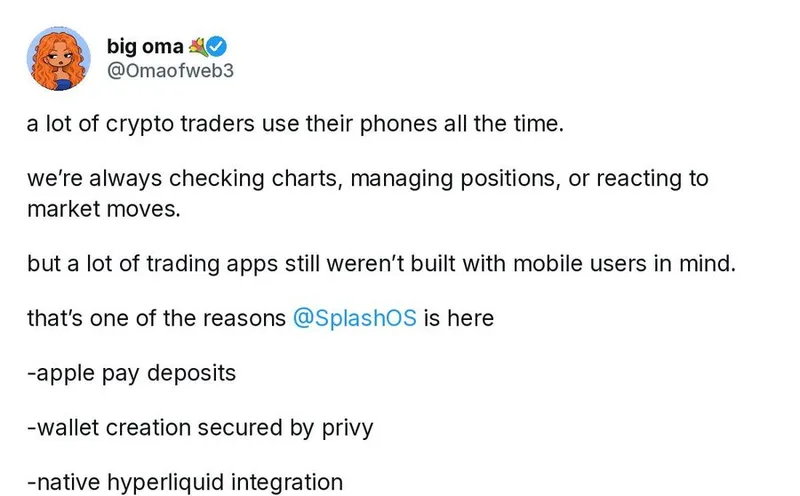 big oma 💐
@Omaofweb3
a lot of crypto traders use their phones all the time.
we’re always checking charts, managing positions, or reacting to
market moves.
but a lot of trading apps still weren’t built with mobile users in mind.
that’s one of the reasons @SplashOS is here
-apple pay deposits
-wallet creation secured by privy
-native hyperliquid integration